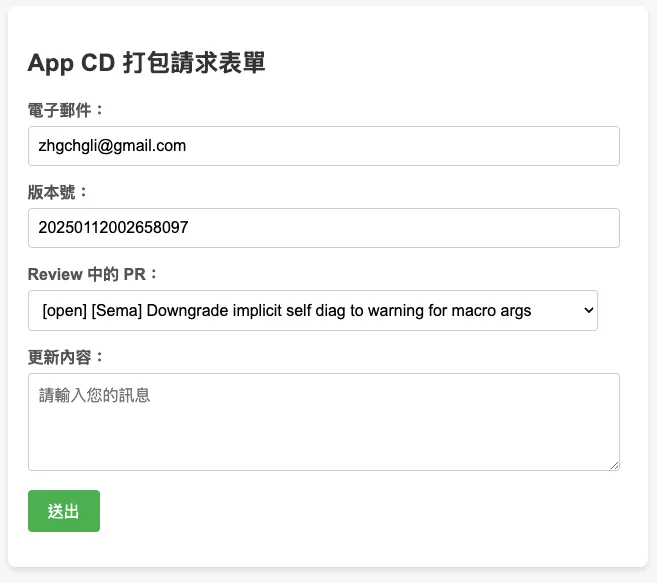 App CD 打包請求表單
電子郵件：
zhgchgli@gmail.com
版本號：
20250112002658097
Review 中的 PR：
[open] [Sema] Downgrade implicit self diag to warning for macro args
更新內容：
請輸入您的訊息
送出